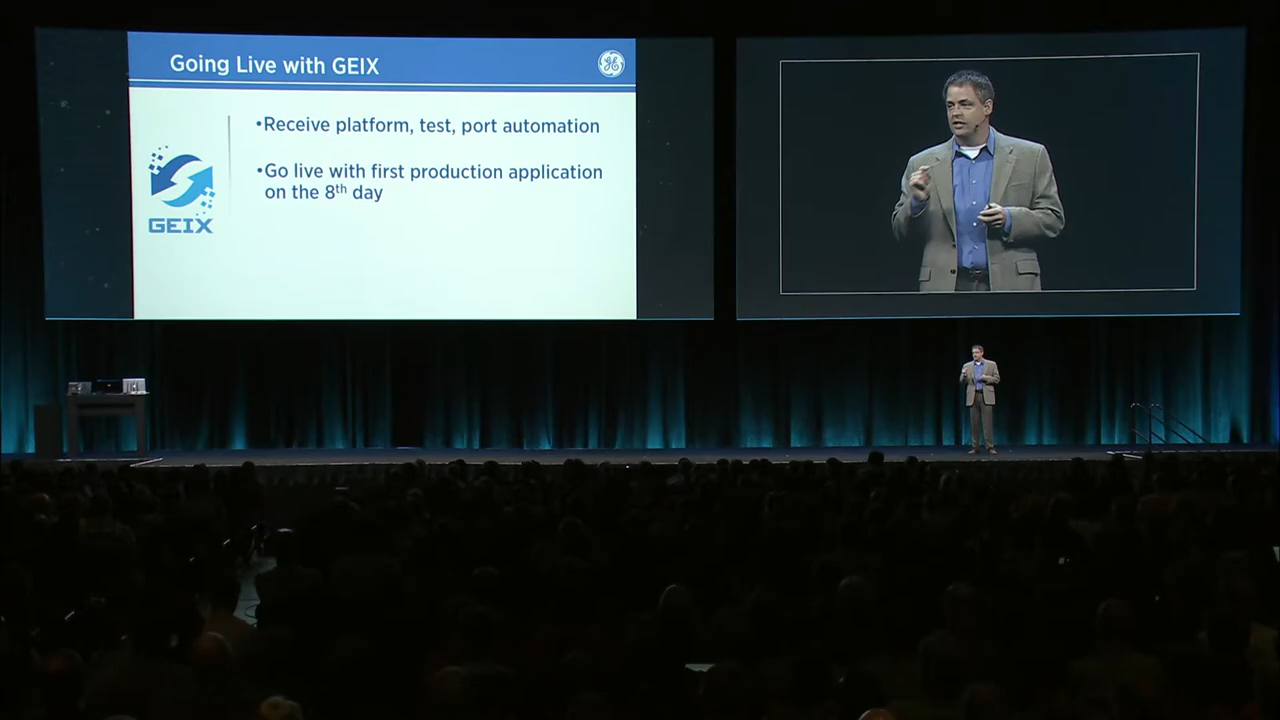 Going Live with GEIX
GE
•Receive platform, test, port automation
•Go live with first production application
on the 8th day
GEIX